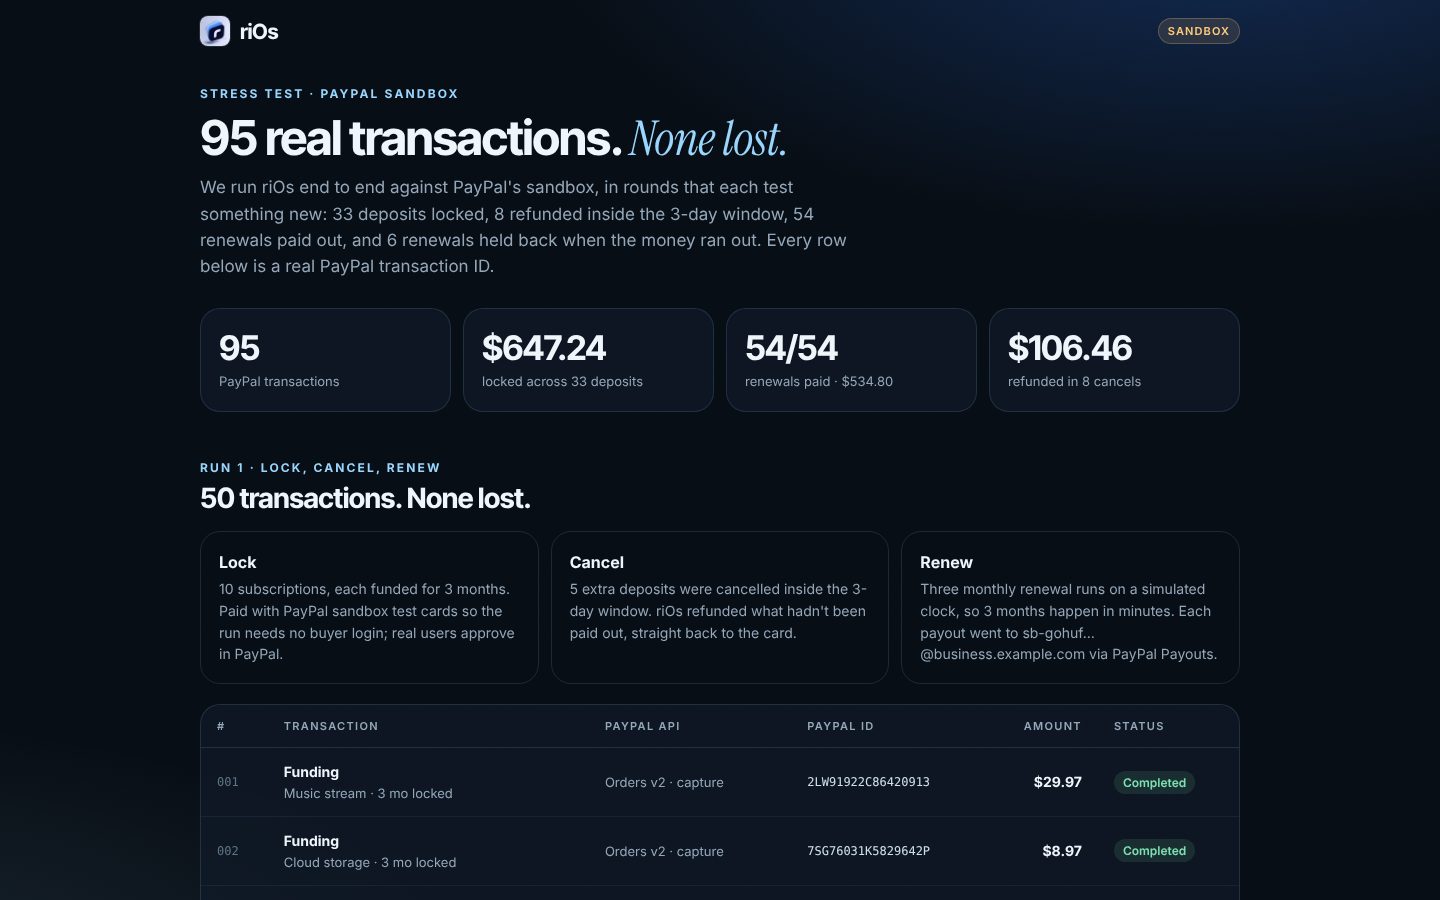 riOs
SANDBOX
STRESS TEST · PAYPAL SANDBOX
95 real transactions. None lost.
We run riOs end to end against PayPal's sandbox, in rounds that each test
something new: 33 deposits locked, 8 refunded inside the 3-day window, 54
renewals paid out, and 6 renewals held back when the money ran out. Every row
below is a real PayPal transaction ID.
95
PayPal transactions
$647.24
locked across 33 deposits
54/54
renewals paid · $534.80
$106.46
refunded in 8 cancels
RUN 1 · LOCK, CANCEL, RENEW
50 transactions. None lost.
Lock
10 subscriptions, each funded for 3 months.
Paid with PayPal sandbox test cards so the
run needs no buyer login; real users approve
in PayPal.
Cancel
5 extra deposits were cancelled inside the 3-
day window. riOs refunded what hadn't been
paid out, straight back to the card.
Renew
Three monthly renewal runs on a simulated
clock, so 3 months happen in minutes. Each
payout went to sb-gohuf...
@business.example.com via PayPal Payouts.
# TRANSACTION PAYPAL API PAYPAL ID AMOUNT STATUS
001 Funding Orders v2 · capture 2LW91922C86420913 $29.97 Completed
Music stream · 3 mo locked
002 Funding Orders v2 · capture 7SG76031K5829642P $8.97 Completed
Cloud storage · 3 mo locked